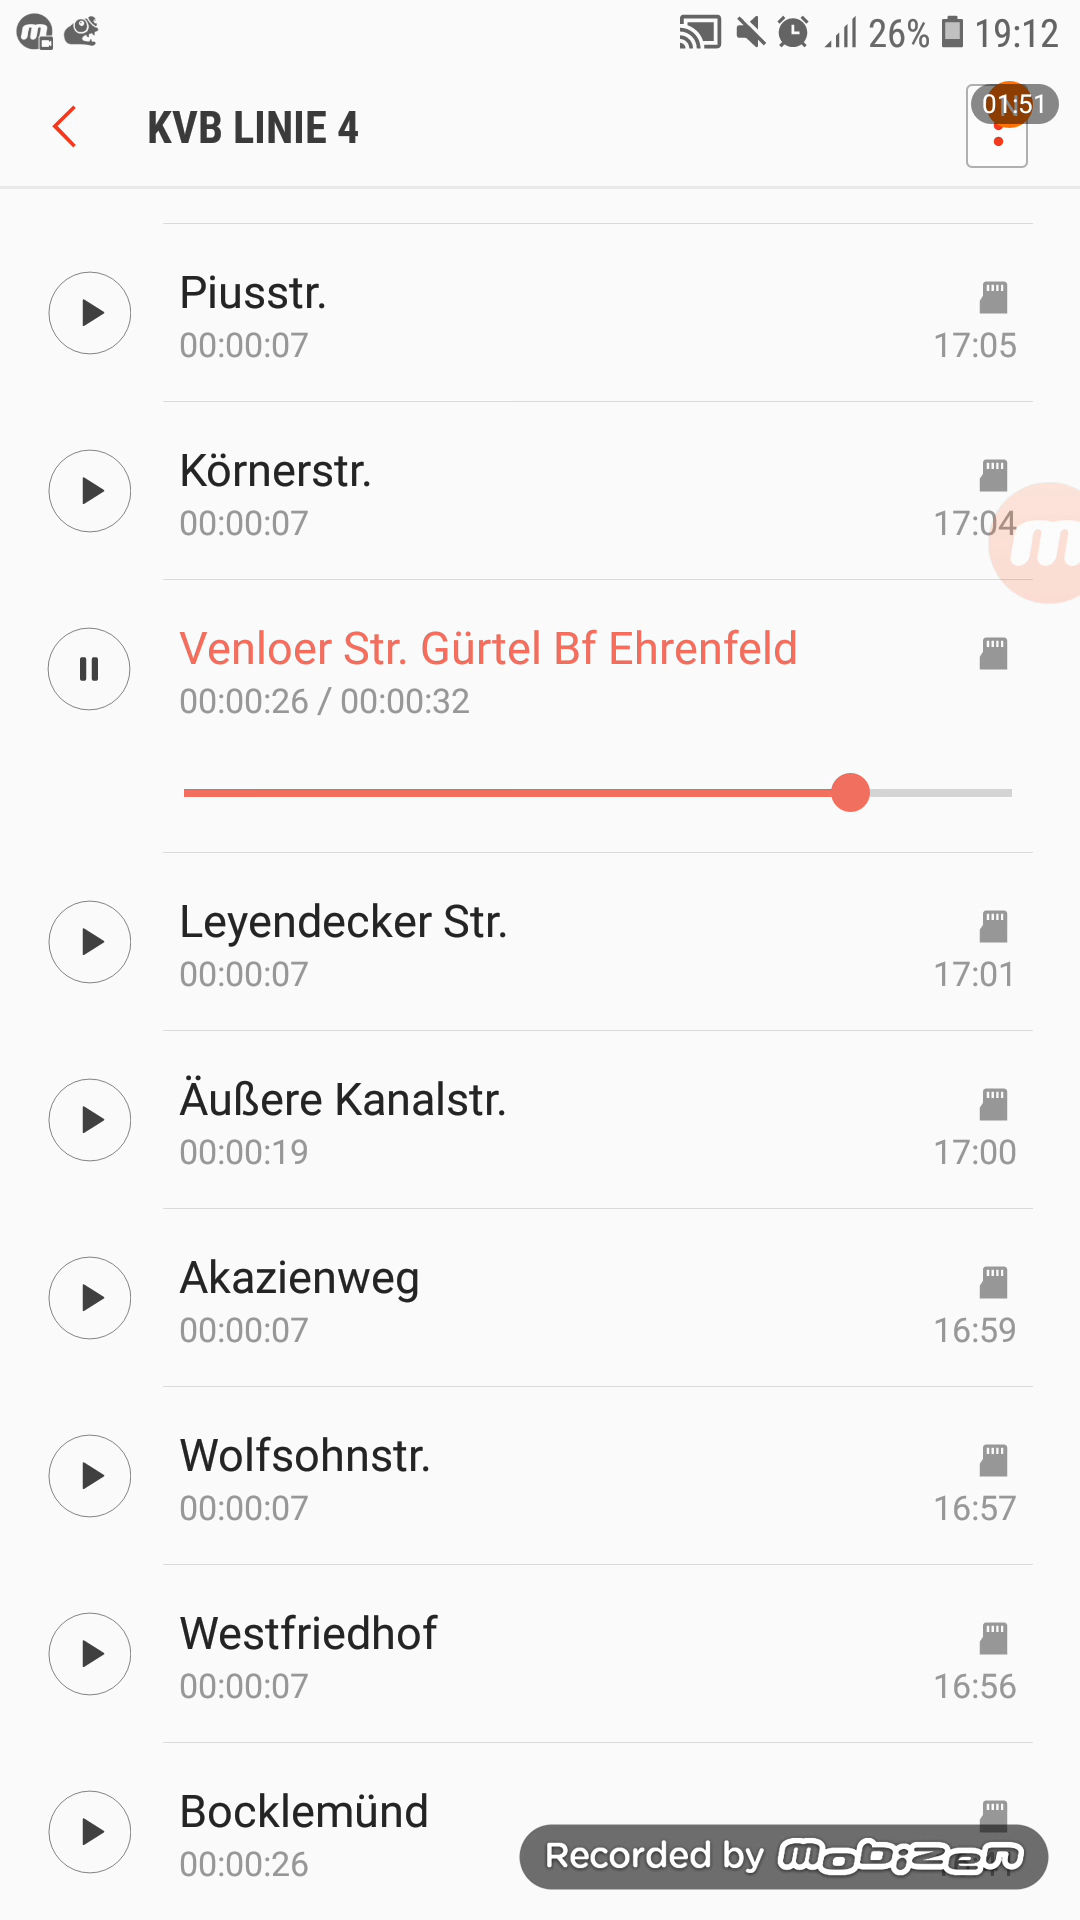 26% 19:12
01:51
KVB LINIE 4
Piusstr.
00:00:07 17:05
Körnerstr.
00:00:07 17:04
Venloer Str. Gürtel Bf Ehrenfeld
00:00:26 / 00:00:32
Leyendecker Str.
00:00:07 17:01
Äußere Kanalstr.
00:00:19 17:00
Akazienweg
00:00:07 16:59
Wolfsohnstr.
00:00:07 16:57
Westfriedhof
00:00:07 16:56
Bocklemünd
00:00:26
Recorded by mobizen